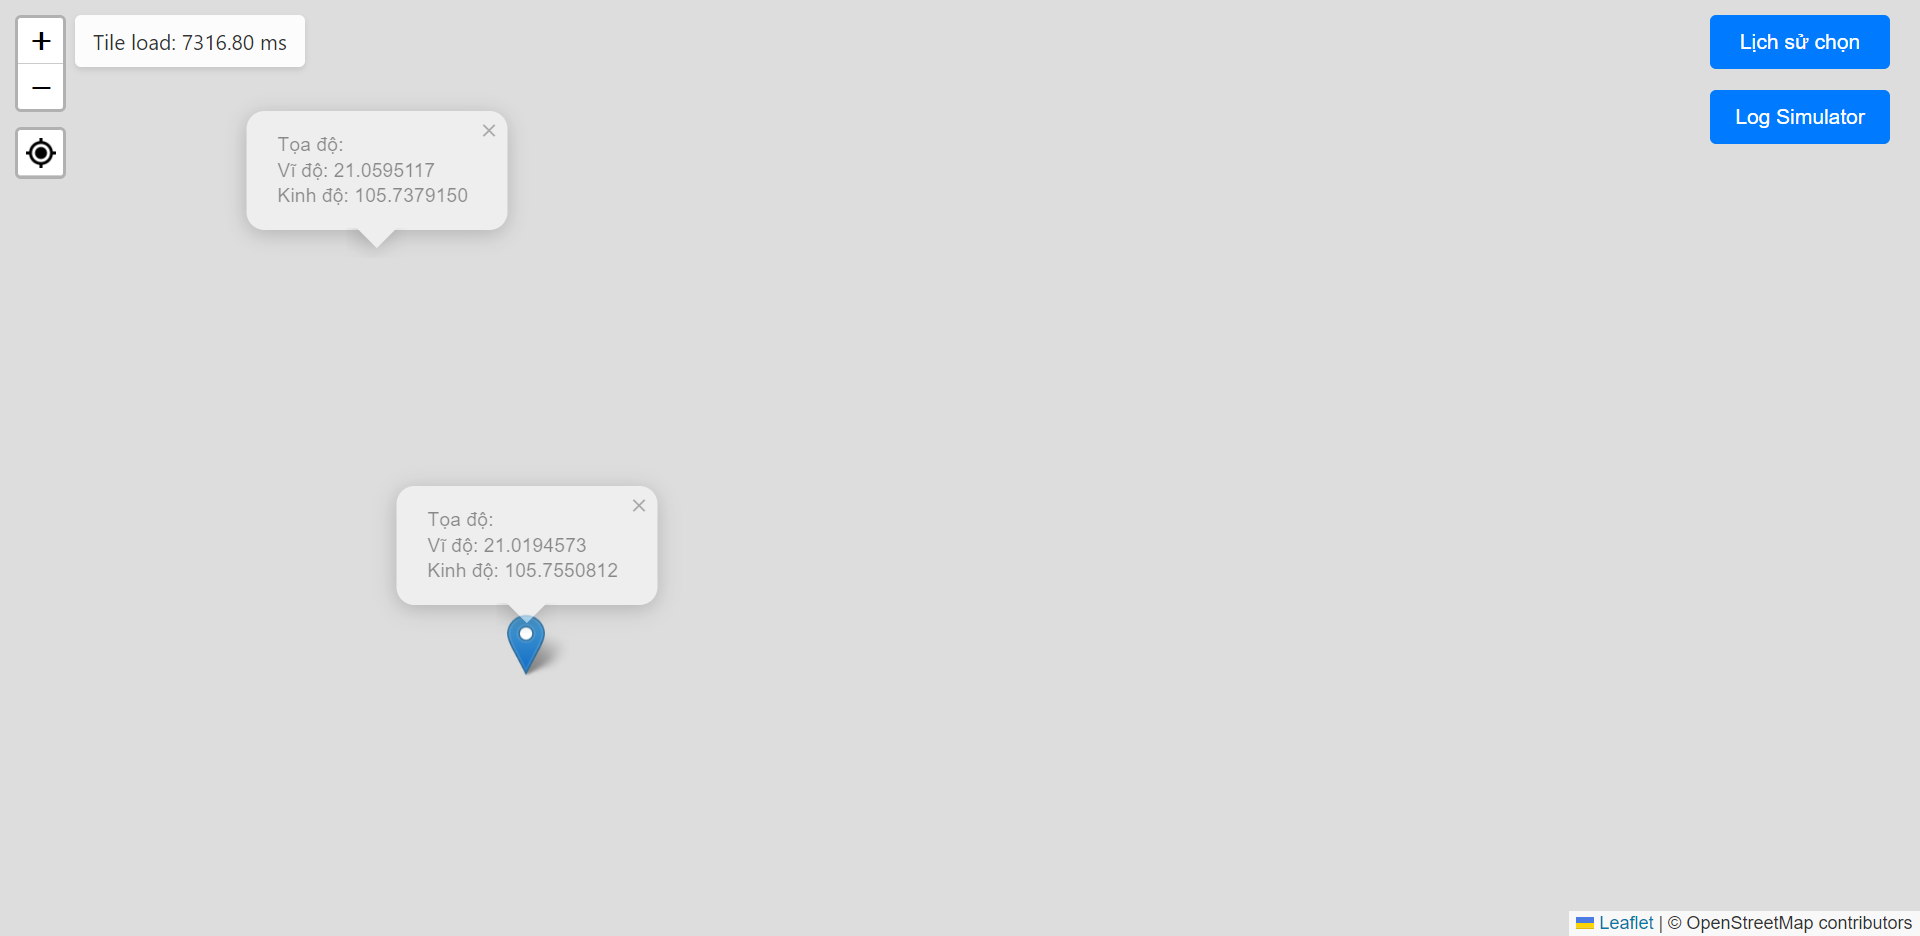 +
Tile load: 7316.80 ms
Lịch sử chọn
−
Log Simulator
×
Tọa độ:
Vĩ độ: 21.0595117
Kinh độ: 105.7379150
×
Tọa độ:
Vĩ độ: 21.0194573
Kinh độ: 105.7550812
Leaflet | © OpenStreetMap contributors